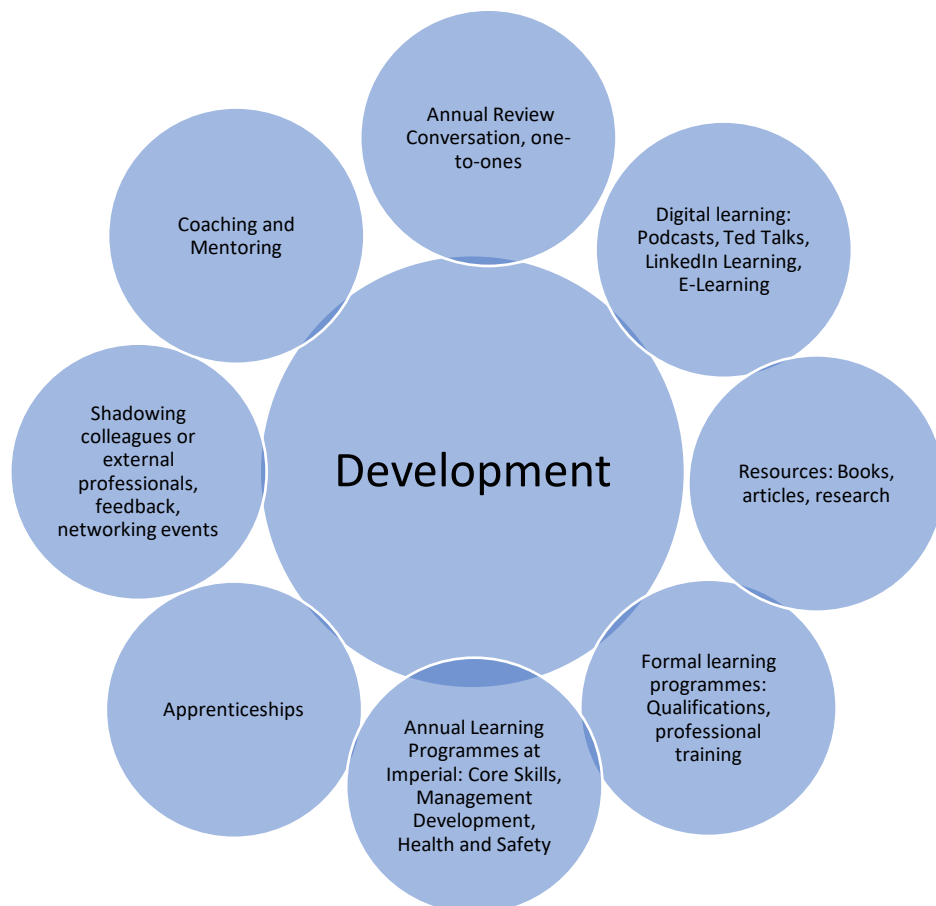 Annual Review
Conversation, one-
to-ones
Digital learning:
Podcasts, Ted Talks,
LinkedIn Learning,
E-Learning
Resources: Books,
articles, research
Formal learning
programmes:
Qualifications,
professional
training
Annual Learning
Programmes at
Imperial: Core Skills,
Management
Development,
Health and Safety
Apprenticeships
Shadowing
colleagues or
external
professionals,
feedback,
networking events
Coaching and
Mentoring
Development